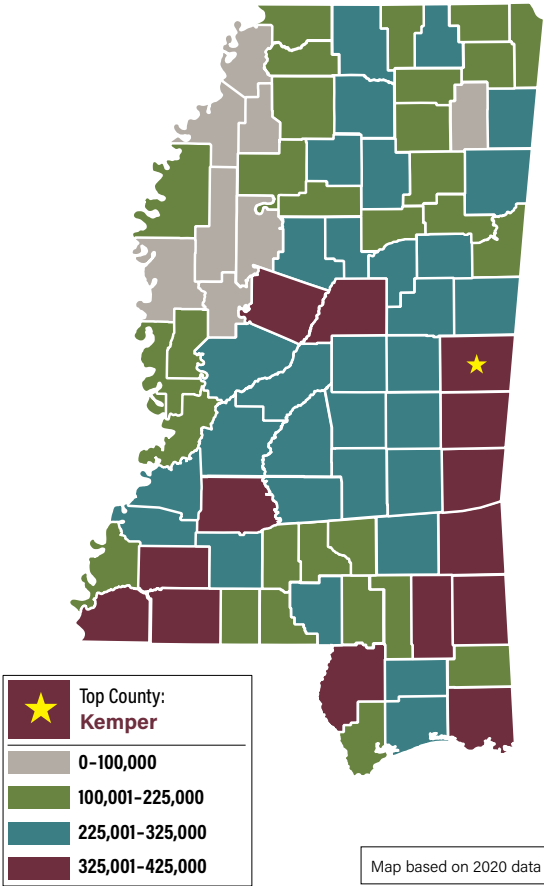 Top County:
Kemper
0–100,000
100,001–225,000
225,001–325,000
325,001–425,000
Map based on 2020 data